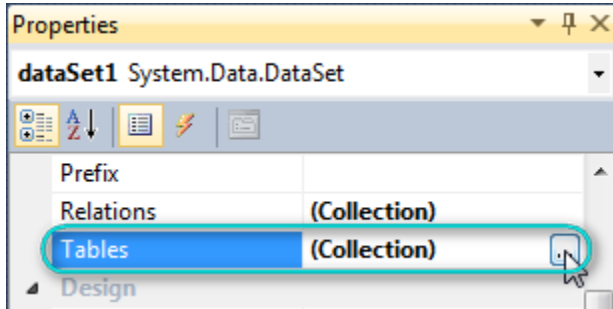 Properties
dataSet1 System.Data.DataSet
Prefix
Relations (Collection)
Tables (Collection)
Design